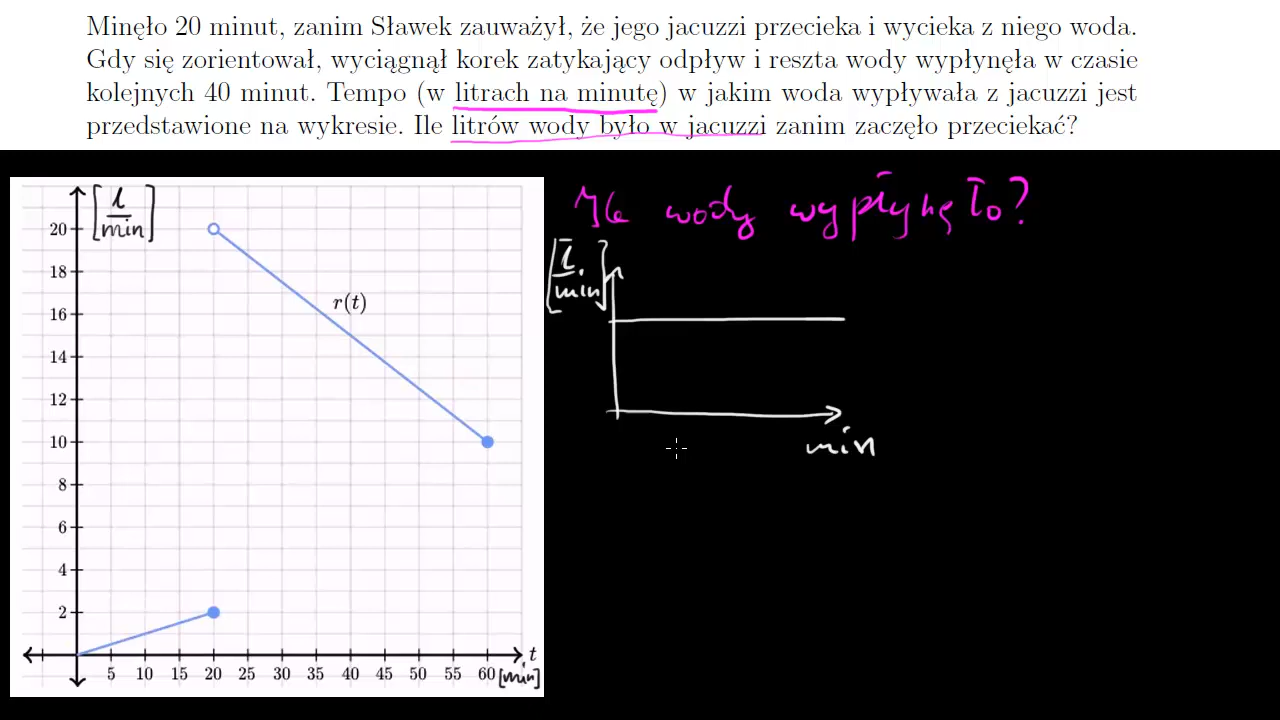 Minęło 20 minut, zanim Sławek zauważył, że jego jacuzzi przecieka i wycieka z niego woda.
Gdy się zorientował, wyciągnął korek zatykający odpływ i reszta wody wypłynęła w czasie
kolejnych 40 minut. Tempo (w litrach na minutę) w jakim woda wypływała z jacuzzi jest
przedstawione na wykresie. Ile litrów wody było w jacuzzi zanim zaczęło przeciekać?
Ile wody wypłynęło?
[l/min]
[l/min]
20
18
r(t)
16
14
12
10
min
8
6
4
2
t
5 10 15 20 25 30 35 40 45 50 55 60 [min]